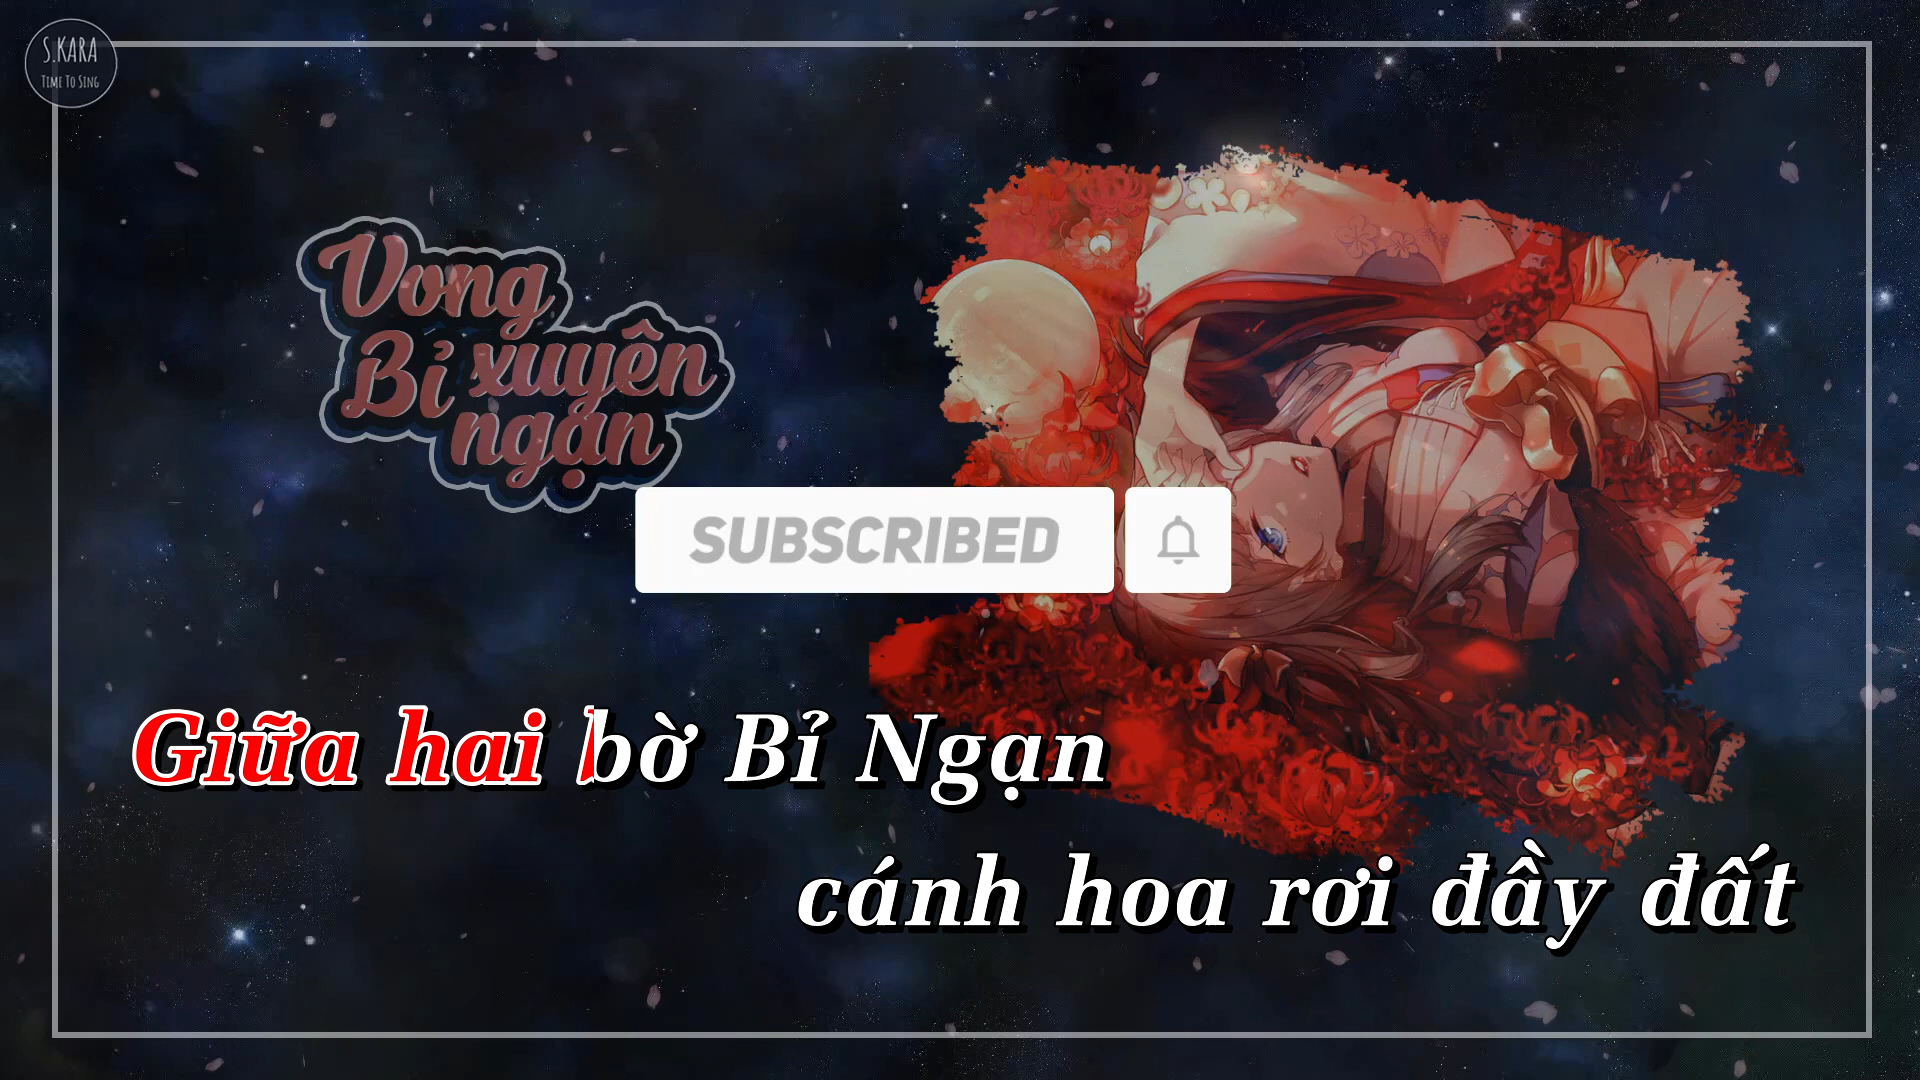 S.KARA
TIME TO SING
Vong
Bỉ xuyên
ngạn
SUBSCRIBED
Giữa hai bờ Bỉ Ngạn
cánh hoa rơi đầy đất